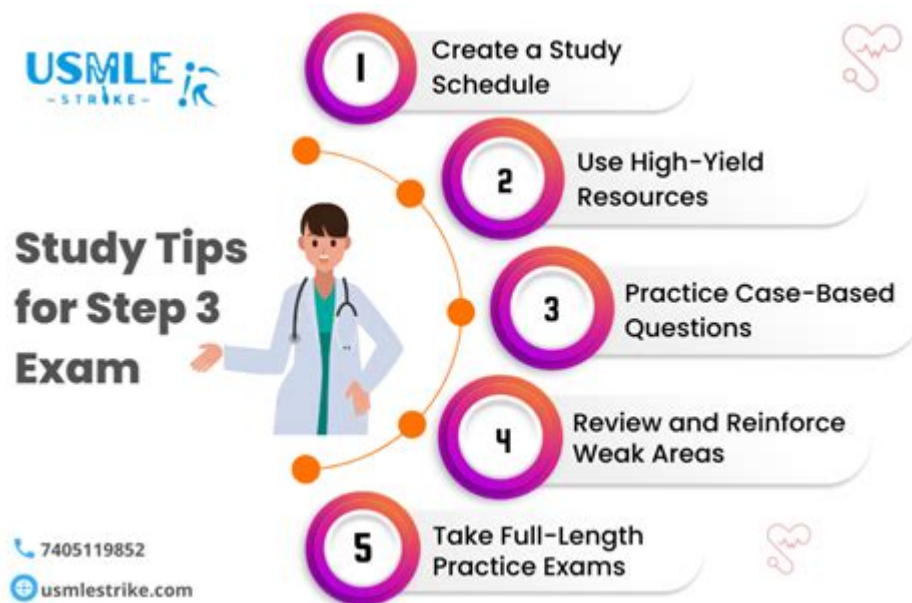 USMLE
-STRIKE-
Study Tips
for Step 3
Exam
1
Create a Study
Schedule
2
Use High-Yield
Resources
3
Practice Case-Based
Questions
4
Review and Reinforce
Weak Areas
5
Take Full-Length
Practice Exams
7405119852
usmlestrike.com